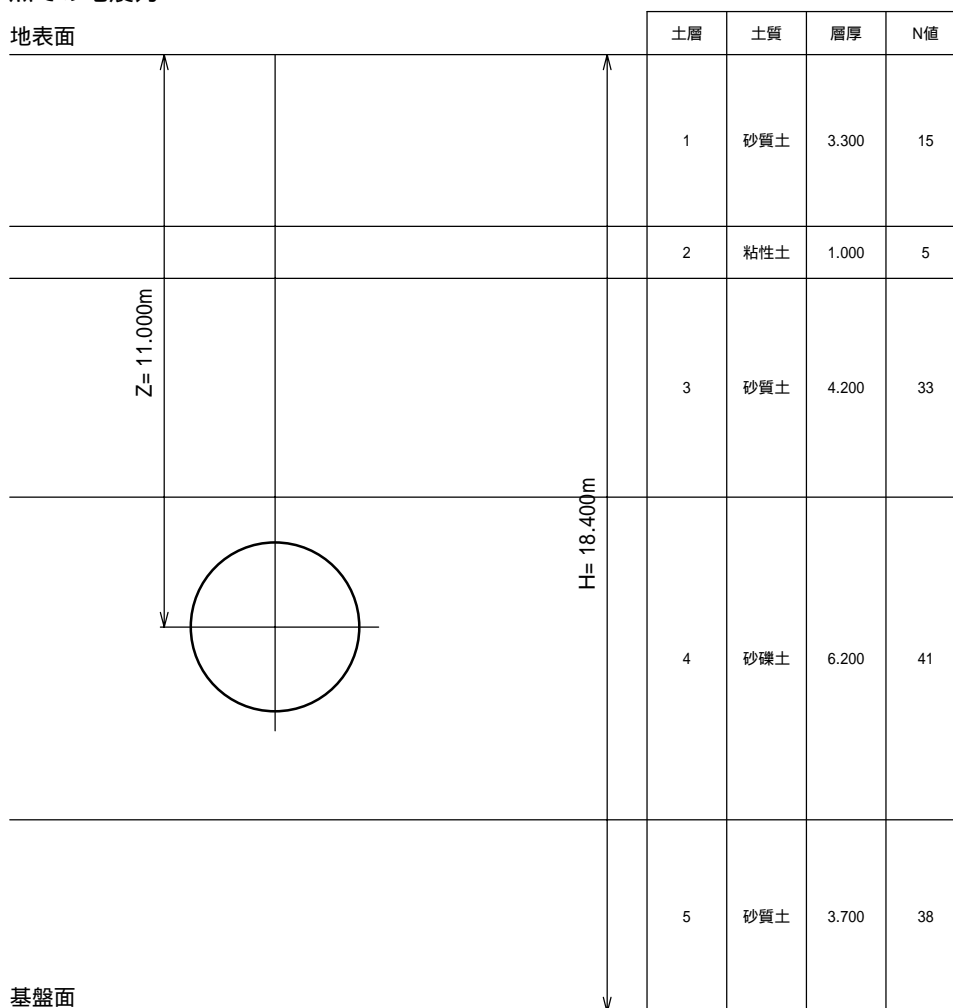 地表面
土層 土質 層厚 N値
1 砂質土 3.300 15
2 粘性土 1.000 5
Z= 11.000m
3 砂質土 4.200 33
H= 18.400m
4 砂礫土 6.200 41
5 砂質土 3.700 38
基盤面